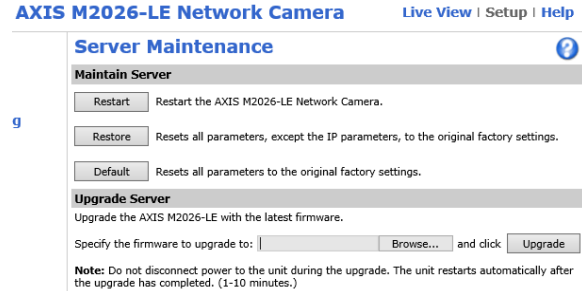 AXIS M2026-LE Network Camera Live View | Setup | Help
Server Maintenance ?
Maintain Server
Restart Restart the AXIS M2026-LE Network Camera.
g
Restore Resets all parameters, except the IP parameters, to the original factory settings.
Default Resets all parameters to the original factory settings.
Upgrade Server
Upgrade the AXIS M2026-LE with the latest firmware.
Specify the firmware to upgrade to: Browse... and click Upgrade
Note: Do not disconnect power to the unit during the upgrade. The unit restarts automatically after
the upgrade has completed. (1-10 minutes.)